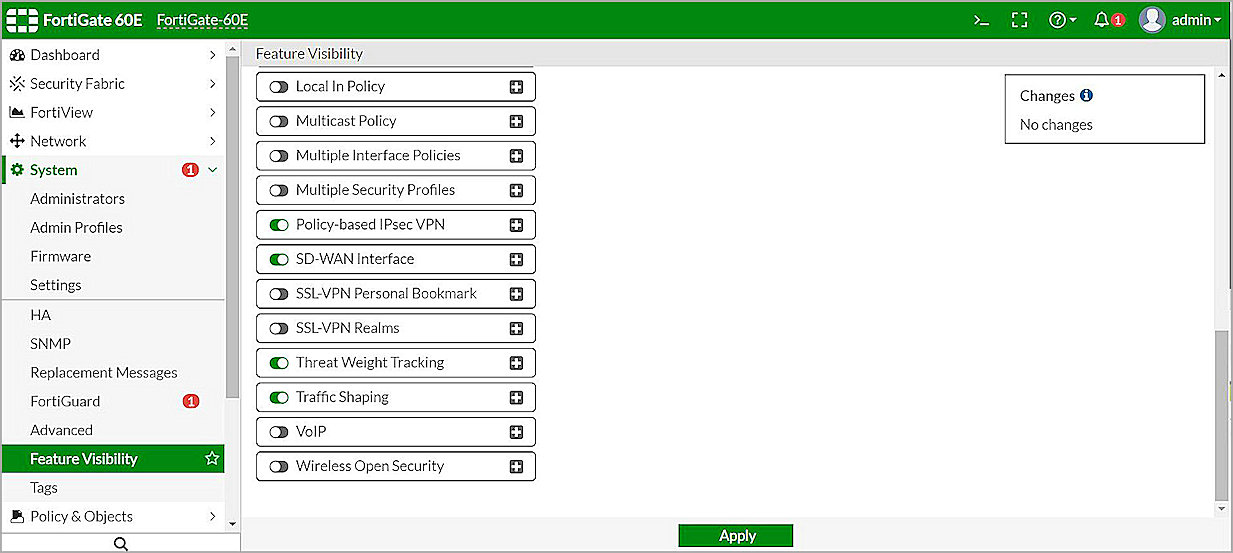 FortiGate 60E FortiGate-60E >_ 1 admin
Dashboard
Security Fabric
FortiView
Network
System 1
Administrators
Admin Profiles
Firmware
Settings
HA
SNMP
Replacement Messages
FortiGuard 1
Advanced
Feature Visibility
Tags
Policy & Objects
Feature Visibility
Local In Policy
Multicast Policy
Multiple Interface Policies
Multiple Security Profiles
Policy-based IPsec VPN
SD-WAN Interface
SSL-VPN Personal Bookmark
SSL-VPN Realms
Threat Weight Tracking
Traffic Shaping
VoIP
Wireless Open Security
Changes
No changes
Apply